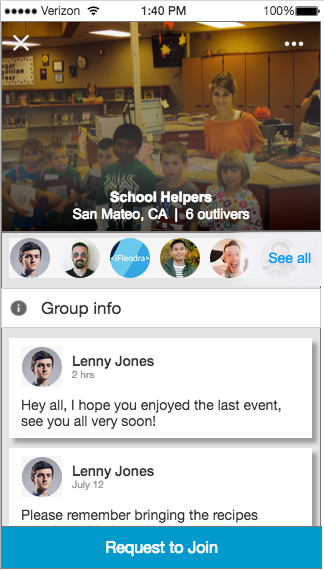 Verizon 1:40 PM 100%
School Helpers
San Mateo, CA | 6 outlivers
<iFlendra>
See all
Group info
Lenny Jones
2 hrs
Hey all, I hope you enjoyed the last event,
see you all very soon!
Lenny Jones
July 12
Please remember bringing the recipes
Request to Join